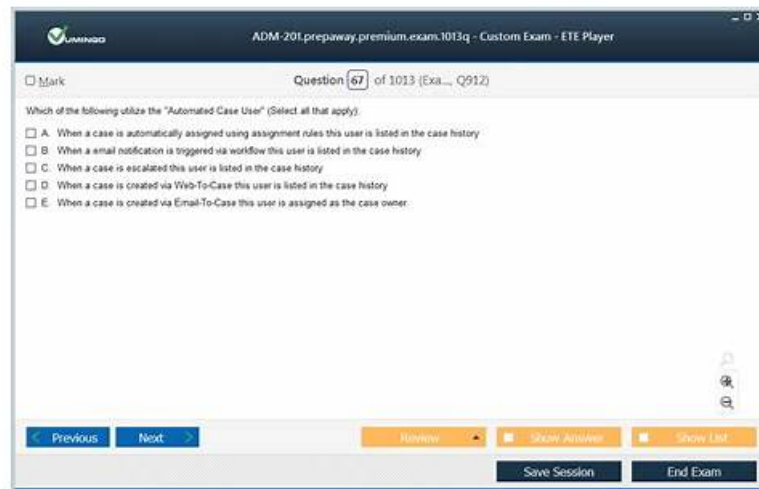 VUMINGO
ADM-201.prepaway.premium.exam.1013q - Custom Exam - ETE Player
Mark
Question 67 of 1013 (Exa..., Q912)
Which of the following utilize the "Automated Case User" (Select all that apply):
A. When a case is automatically assigned using assignment rules this user is listed in the case history
B. When a email notification is triggered via workflow this user is listed in the case history
C. When a case is escalated this user is listed in the case history
D. When a case is created via Web-To-Case this user is listed in the case history
E. When a case is created via Email-To-Case this user is assigned as the case owner
Previous
Next
Review
Show Answer
Show List
Save Session
End Exam